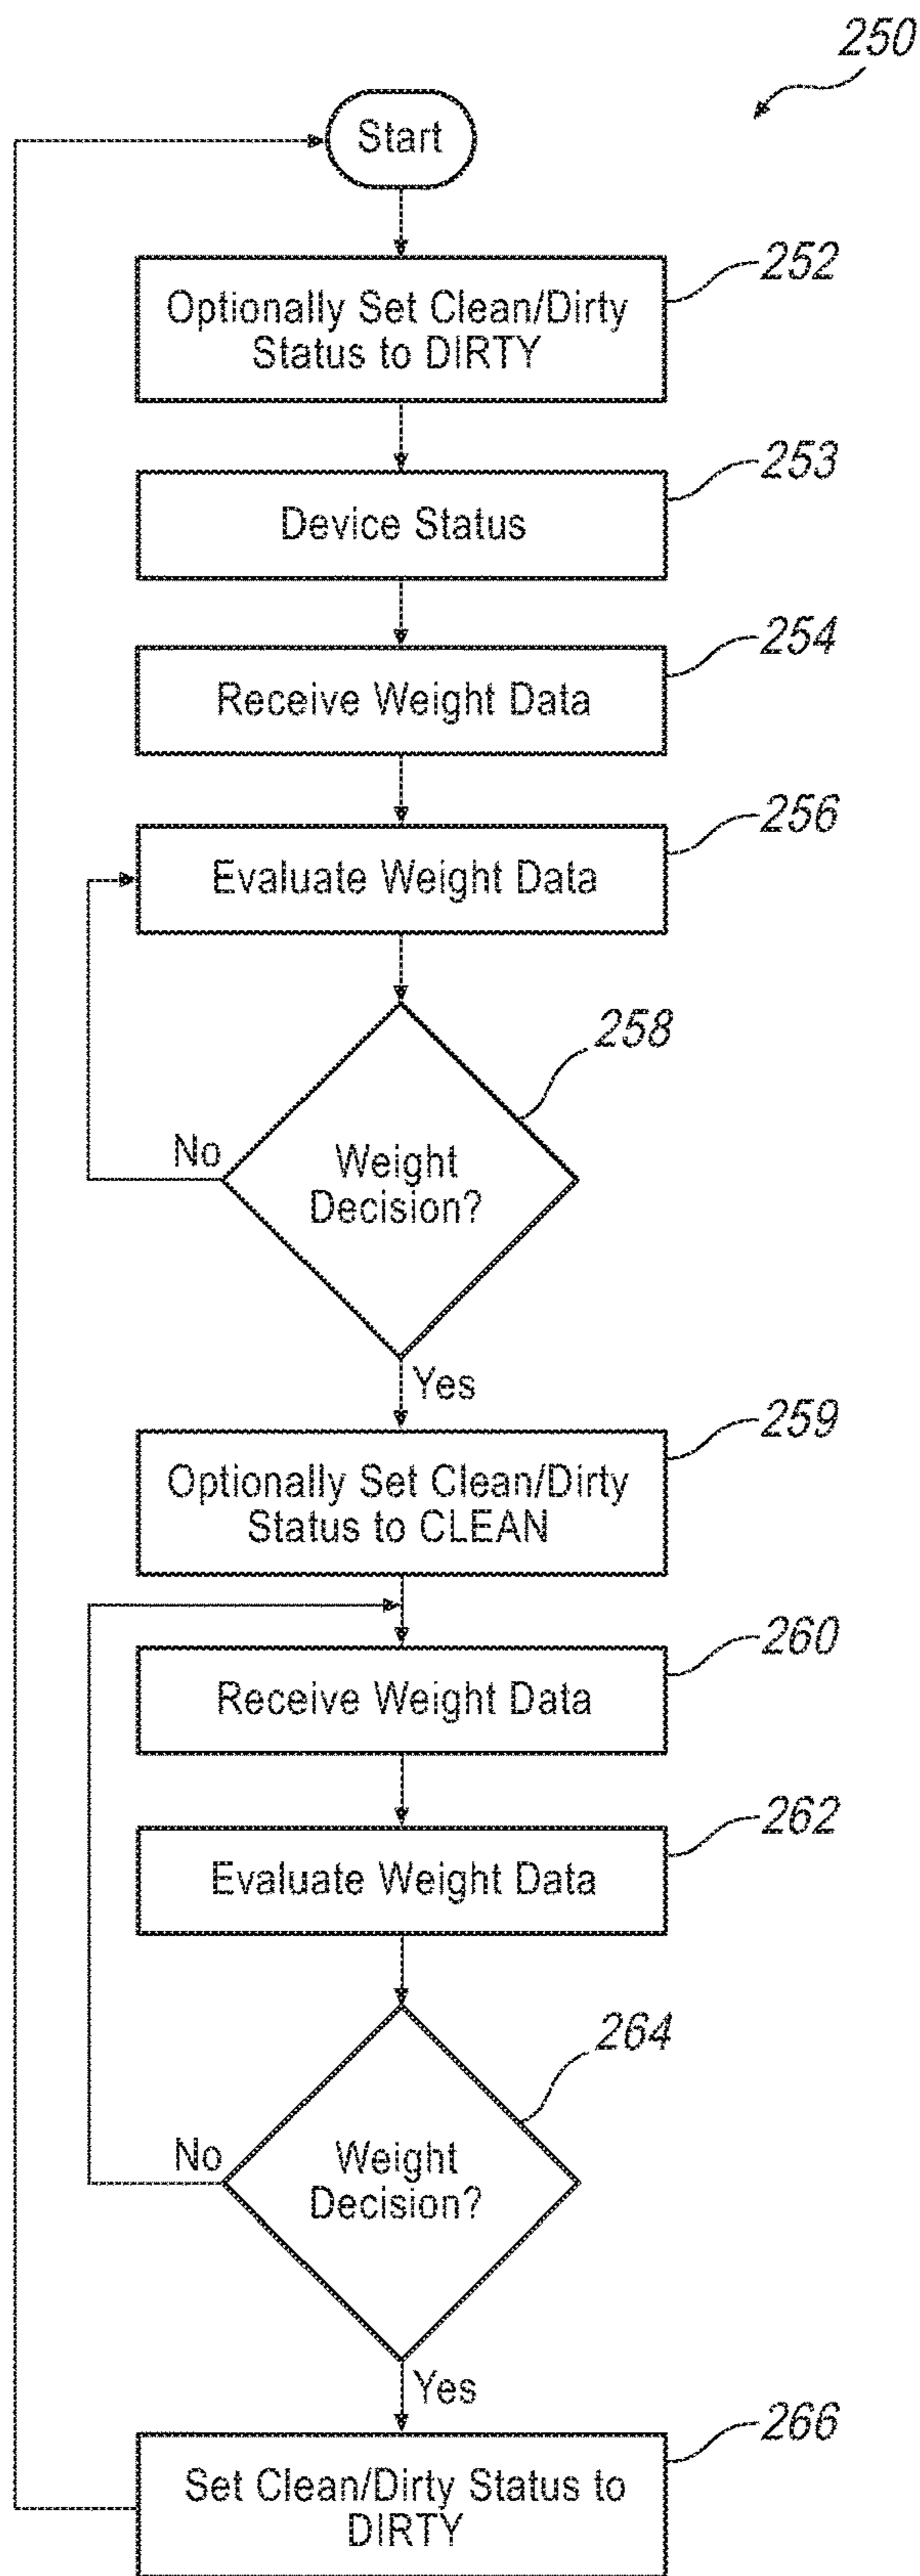 250
Start
252
Optionally Set Clean/Dirty
Status to DIRTY
253
Device Status
254
Receive Weight Data
256
Evaluate Weight Data
258
No
Weight
Decision?
Yes
259
Optionally Set Clean/Dirty
Status to CLEAN
260
Receive Weight Data
262
Evaluate Weight Data
264
No
Weight
Decision?
Yes
266
Set Clean/Dirty Status to
DIRTY